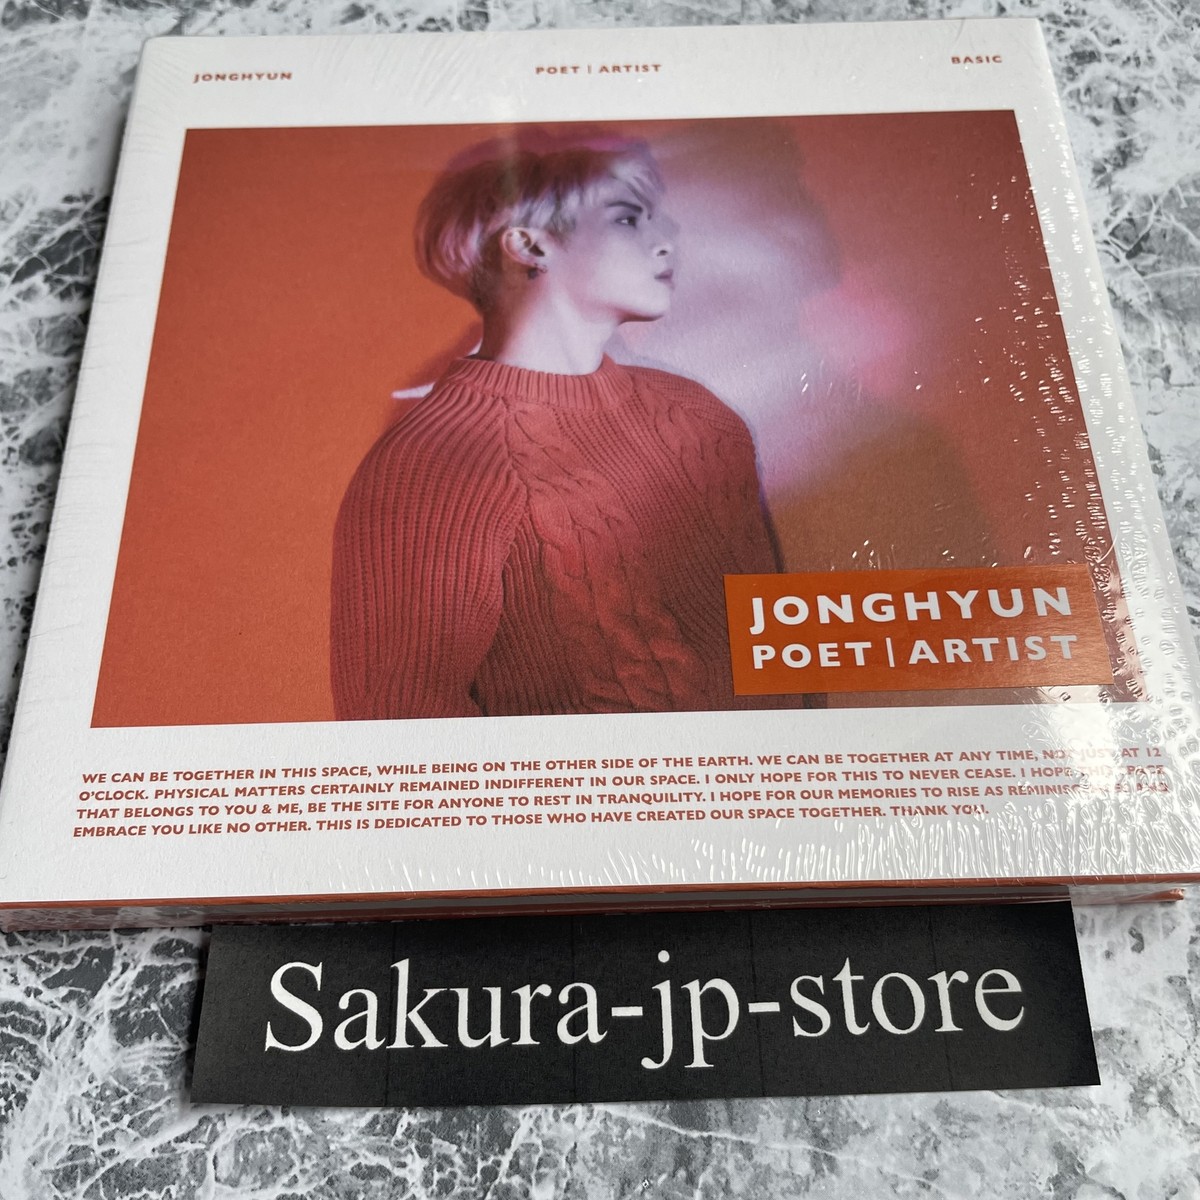 JONGHYUN
POET | ARTIST
BASIC
JONGHYUN
POET | ARTIST
WE CAN BE TOGETHER IN THIS SPACE, WHILE BEING ON THE OTHER SIDE OF THE EARTH. WE CAN BE TOGETHER AT ANY TIME, NOT JUST AT 12
O'CLOCK. PHYSICAL MATTERS CERTAINLY REMAINED INDIFFERENT IN OUR SPACE. I ONLY HOPE FOR THIS TO NEVER CEASE. I HOPE SPACE
THAT BELONGS TO YOU & ME, BE THE SITE FOR ANYONE TO REST IN TRANQUILITY. I HOPE FOR OUR MEMORIES TO RISE AS
EMBRACE YOU LIKE NO OTHER. THIS IS DEDICATED TO THOSE WHO HAVE CREATED OUR SPACE TOGETHER. THANK YOU.
Sakura-jp-store